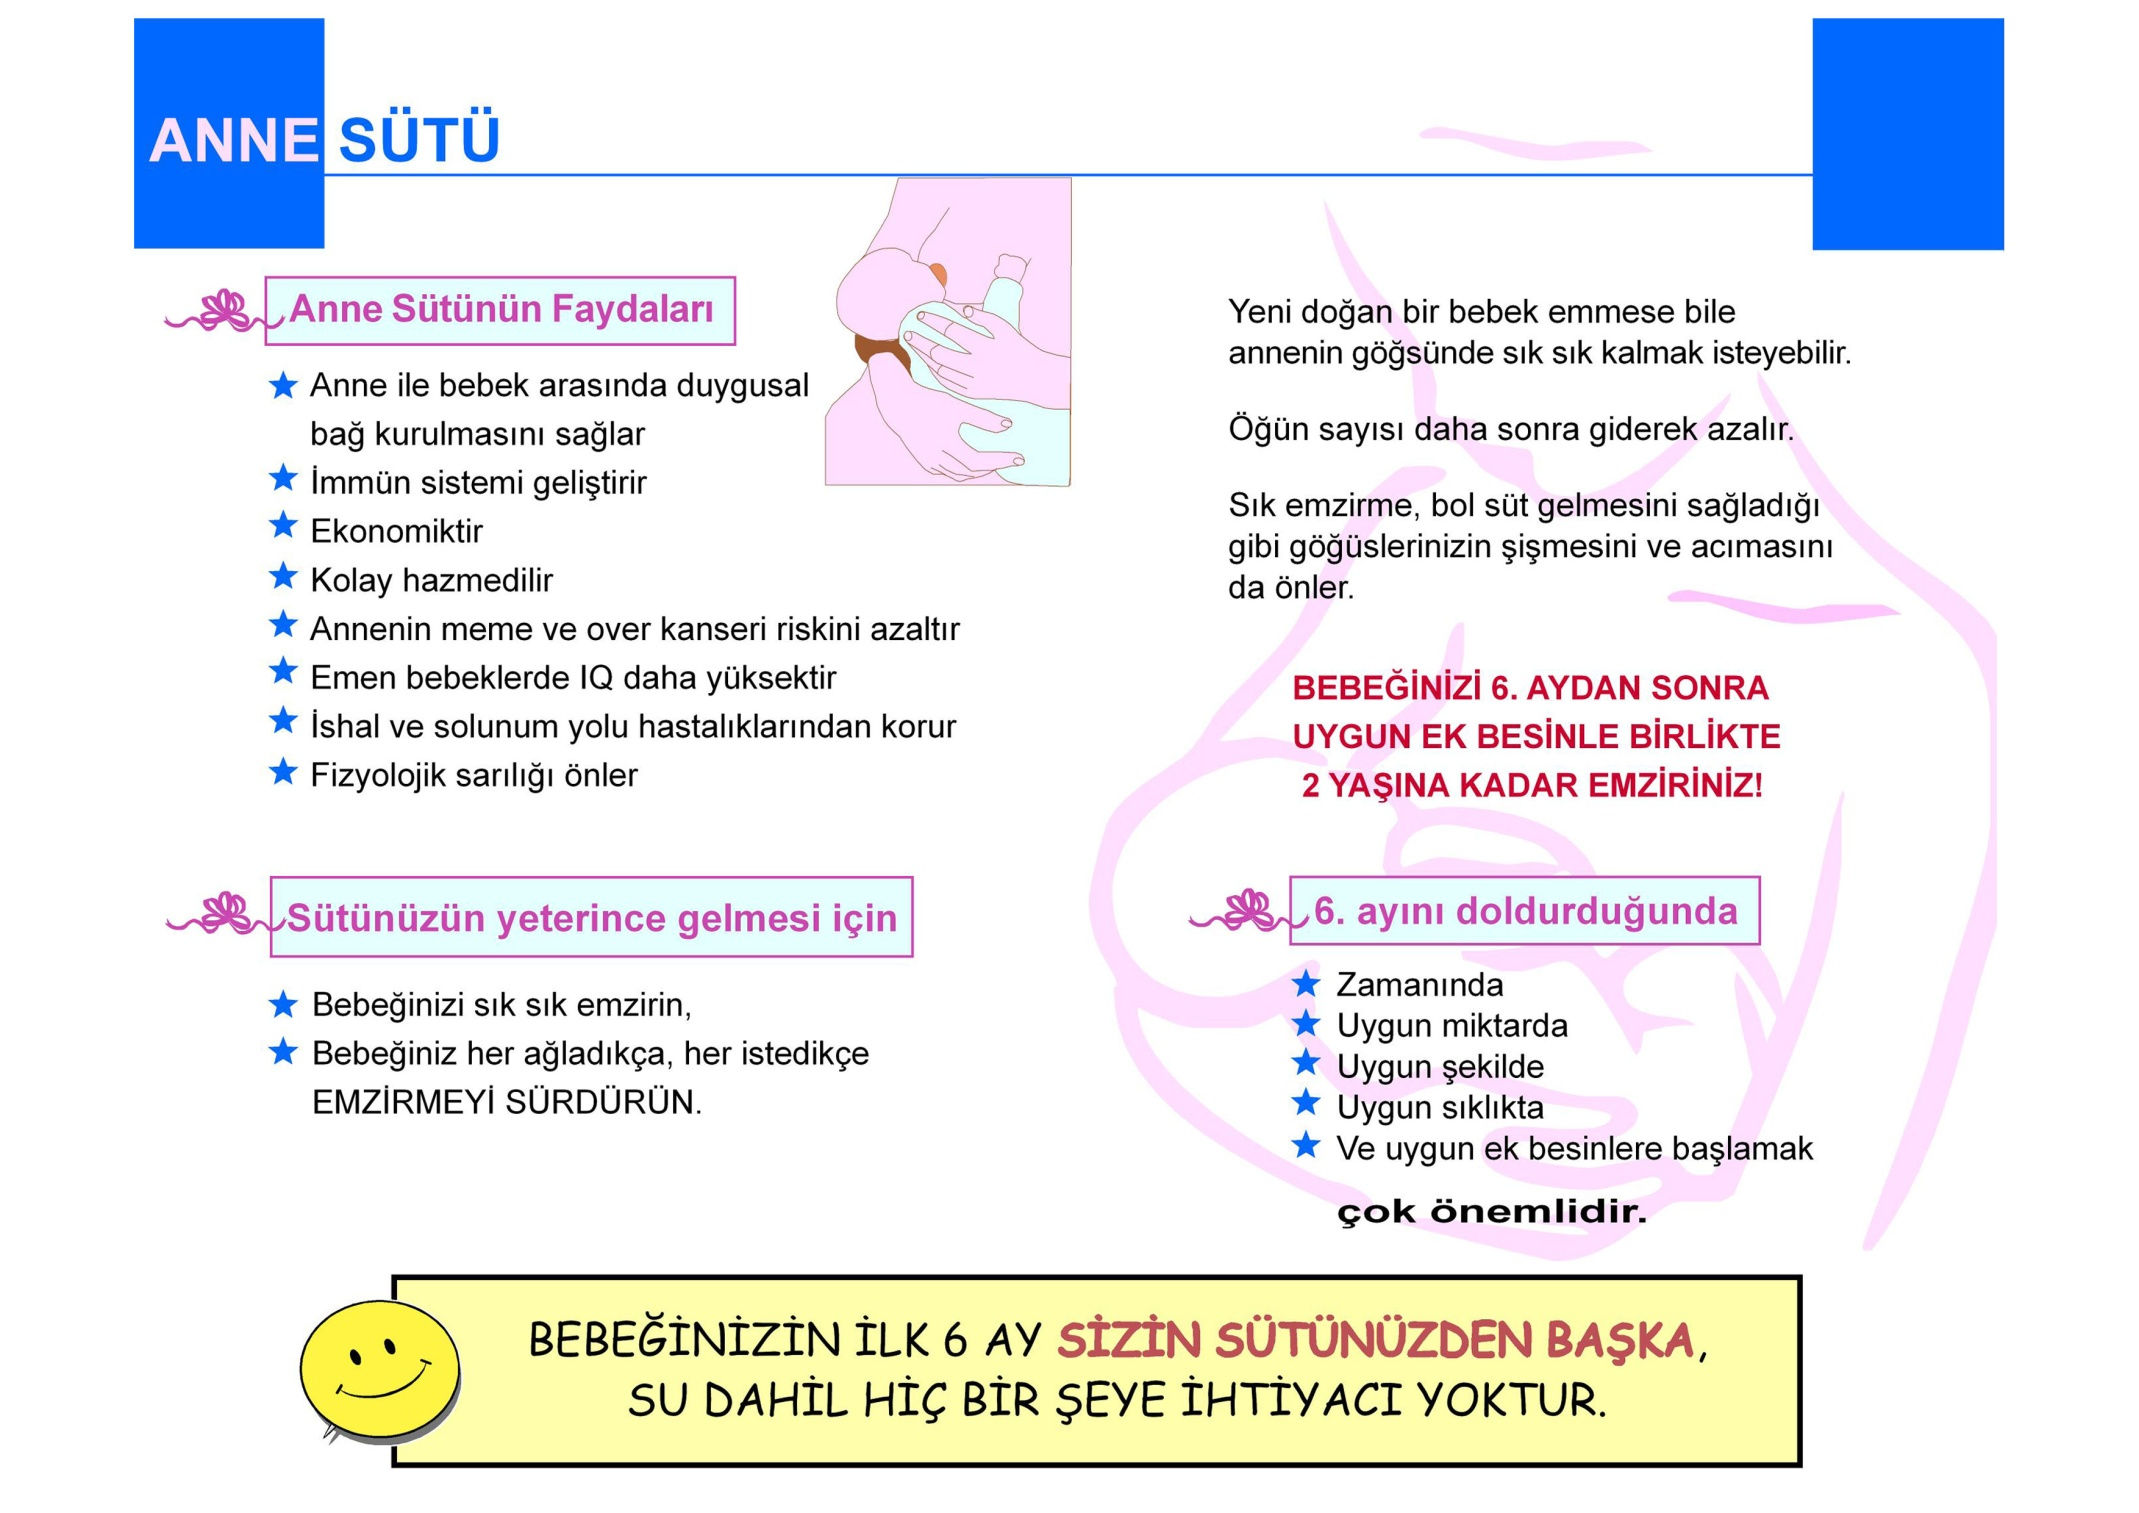 ANNE SÜTÜ
Anne Sütünün Faydaları
Anne ile bebek arasında duygusal
bağ kurulmasını sağlar
İmmün sistemi geliştirir
Ekonomiktir
Kolay hazmedilir
Annenin meme ve over kanseri riskini azaltır
Emen bebeklerde IQ daha yüksektir
İshal ve solunum yolu hastalıklarından korur
Fizyolojik sarılığı önler
Sütünüzün yeterince gelmesi için
Bebeğinizi sık sık emzirin,
Bebeğiniz her ağladıkça, her istedikçe
EMZİRMEYİ SÜRDÜRÜN.
Yeni doğan bir bebek emmese bile
annenin göğsünde sık sık kalmak isteyebilir.
Öğün sayısı daha sonra giderek azalır.
Sık emzirme, bol süt gelmesini sağladığı
gibi göğüslerinizin şişmesini ve acımasını
da önler.
BEBEĞİNİZİ 6. AYDAN SONRA
UYGUN EK BESİNLE BİRLİKTE
2 YAŞINA KADAR EMZİRİNİZ!
6. ayını doldurduğunda
Zamanında
Uygun miktarda
Uygun şekilde
Uygun sıklıkta
Ve uygun ek besinlere başlamak
çok önemlidir.
BEBEĞİNİZİN İLK 6 AY SİZİN SÜTÜNÜZDEN BAŞKA,
SU DAHİL HİÇ BİR ŞEYE İHTİYACI YOKTUR.